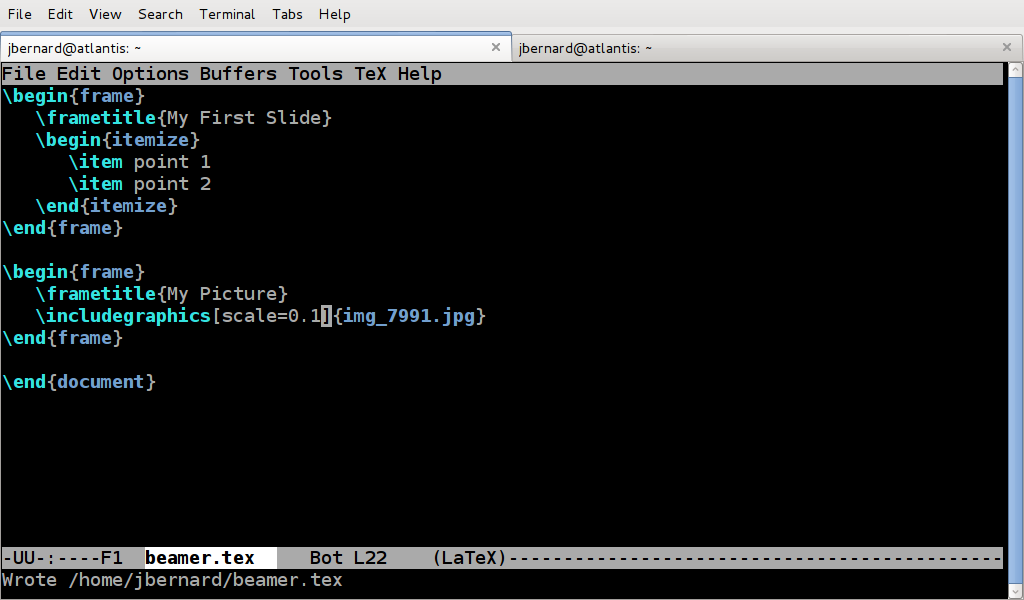 File Edit View Search Terminal Tabs Help
jbernard@atlantis: ~ × jbernard@atlantis: ~ ×
File Edit Options Buffers Tools TeX Help
\begin{frame}
   \frametitle{My First Slide}
   \begin{itemize}
      \item point 1
      \item point 2
   \end{itemize}
\end{frame}

\begin{frame}
   \frametitle{My Picture}
   \includegraphics[scale=0.1]{img_7991.jpg}
\end{frame}

\end{document}
-UU-:----F1  beamer.tex     Bot L22    (LaTeX)---------------------------------------------
Wrote /home/jbernard/beamer.tex